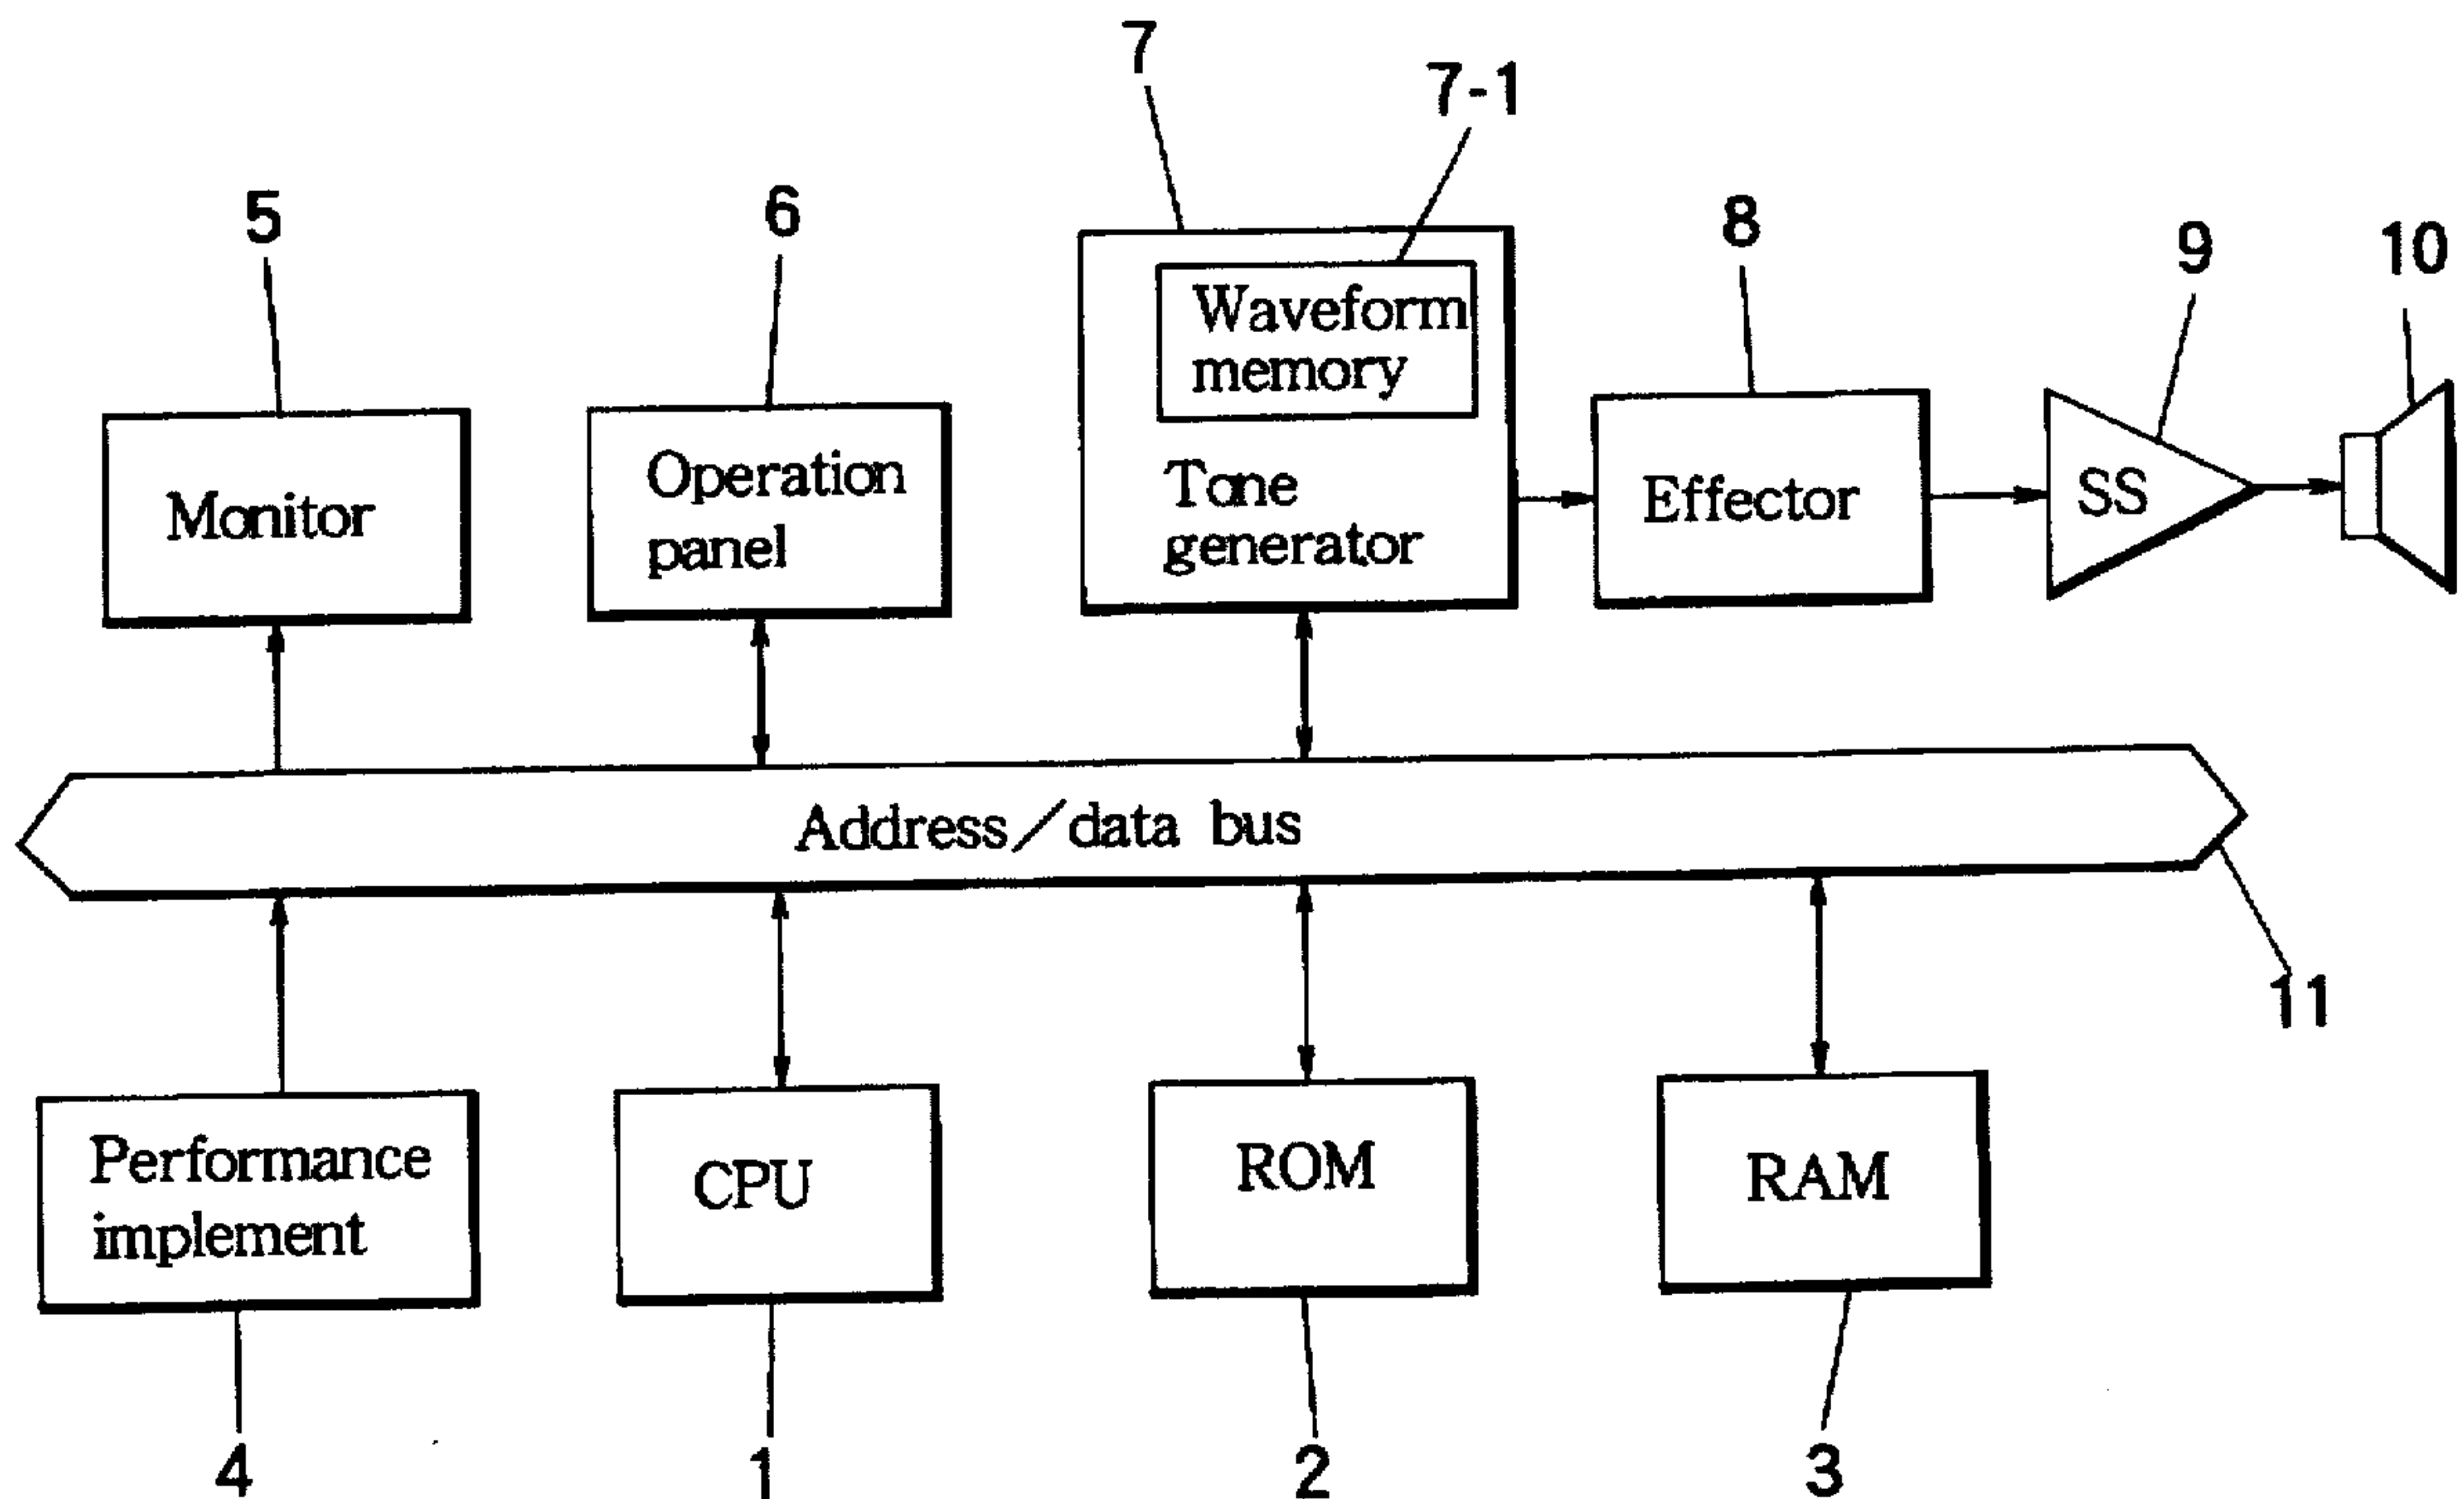 7
7-1
5
6
8
9
10
Waveform
memory
Monitor
Operation
panel
Tone
generator
Effector
SS
Address/data bus
11
Performance
implement
CPU
ROM
RAM
4
1
2
3